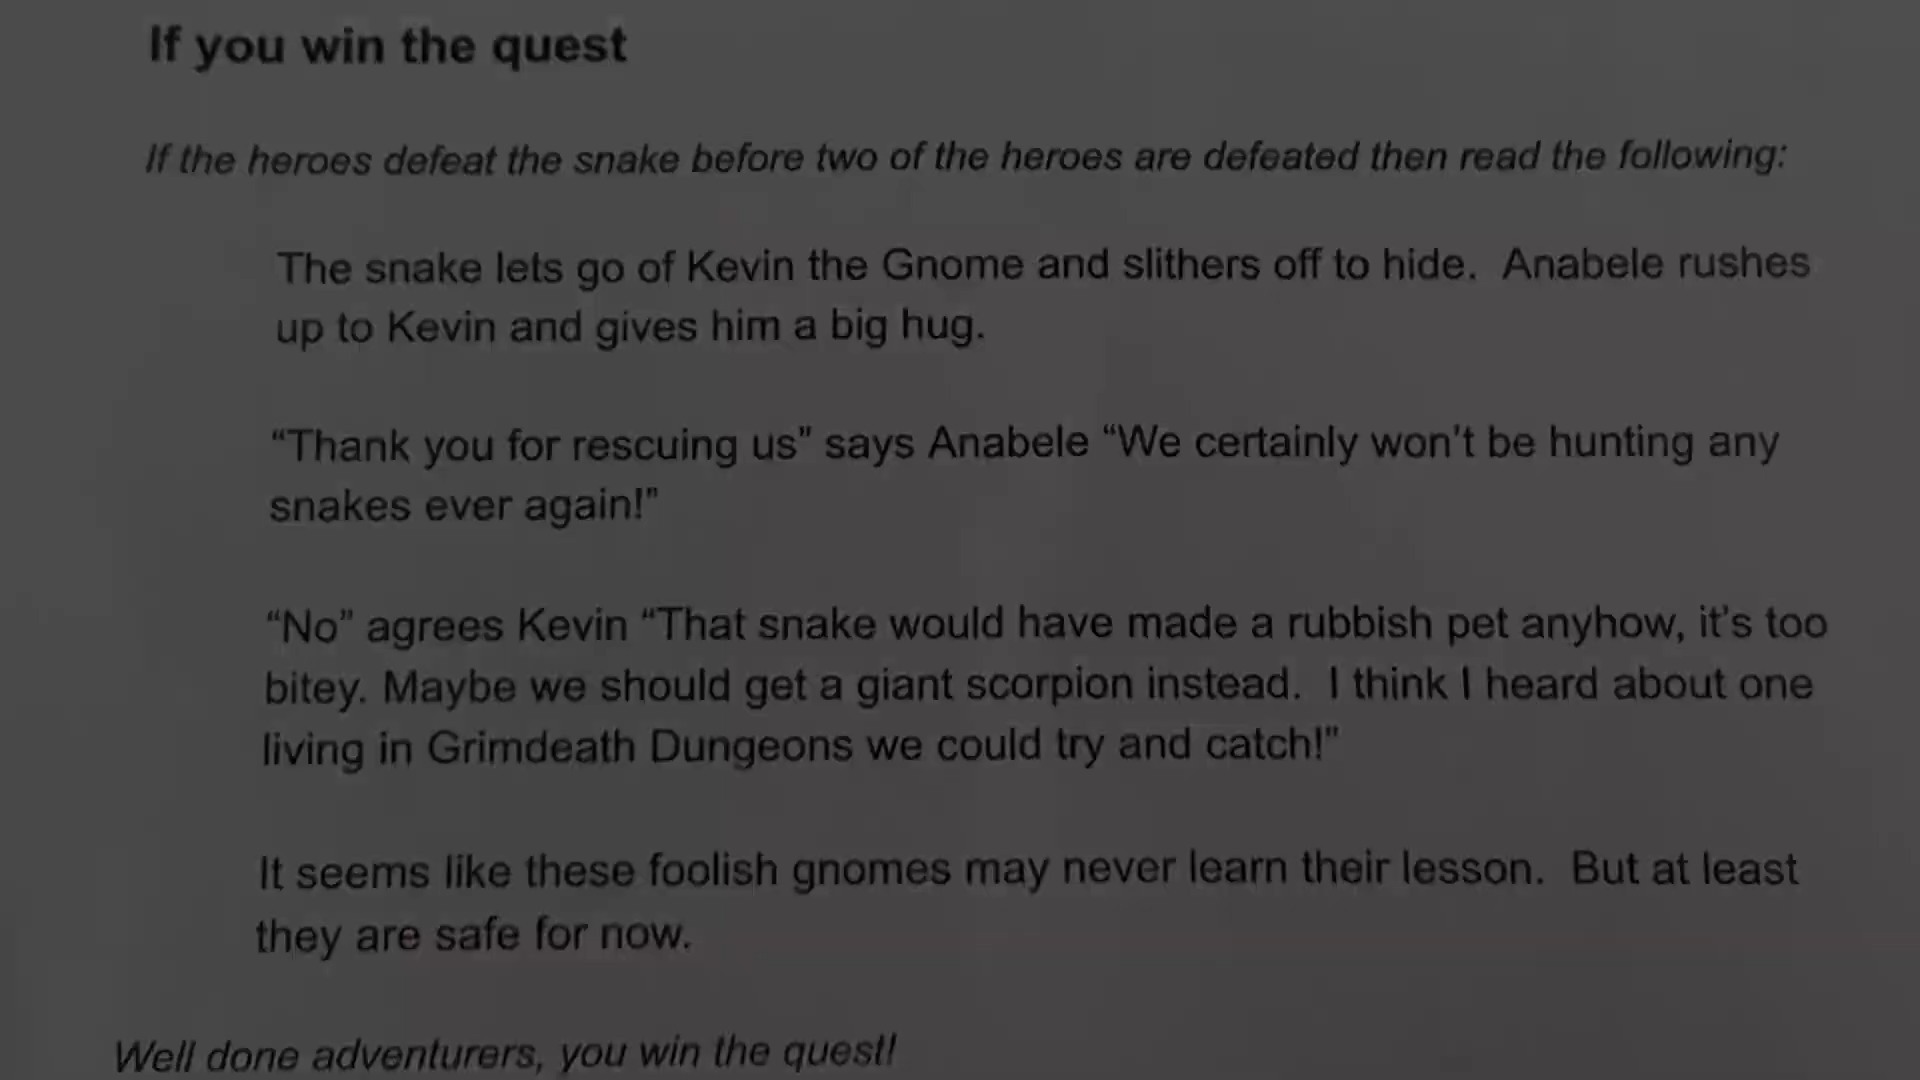 If you win the quest
If the heroes defeat the snake before two of the heroes are defeated then read the following:
The snake lets go of Kevin the Gnome and slithers off to hide.  Anabele rushes
up to Kevin and gives him a big hug.
“Thank you for rescuing us” says Anabele “We certainly won’t be hunting any
snakes ever again!”
“No” agrees Kevin “That snake would have made a rubbish pet anyhow, it’s too
bitey. Maybe we should get a giant scorpion instead.  I think I heard about one
living in Grimdeath Dungeons we could try and catch!”
It seems like these foolish gnomes may never learn their lesson.  But at least
they are safe for now.
Well done adventurers, you win the quest!